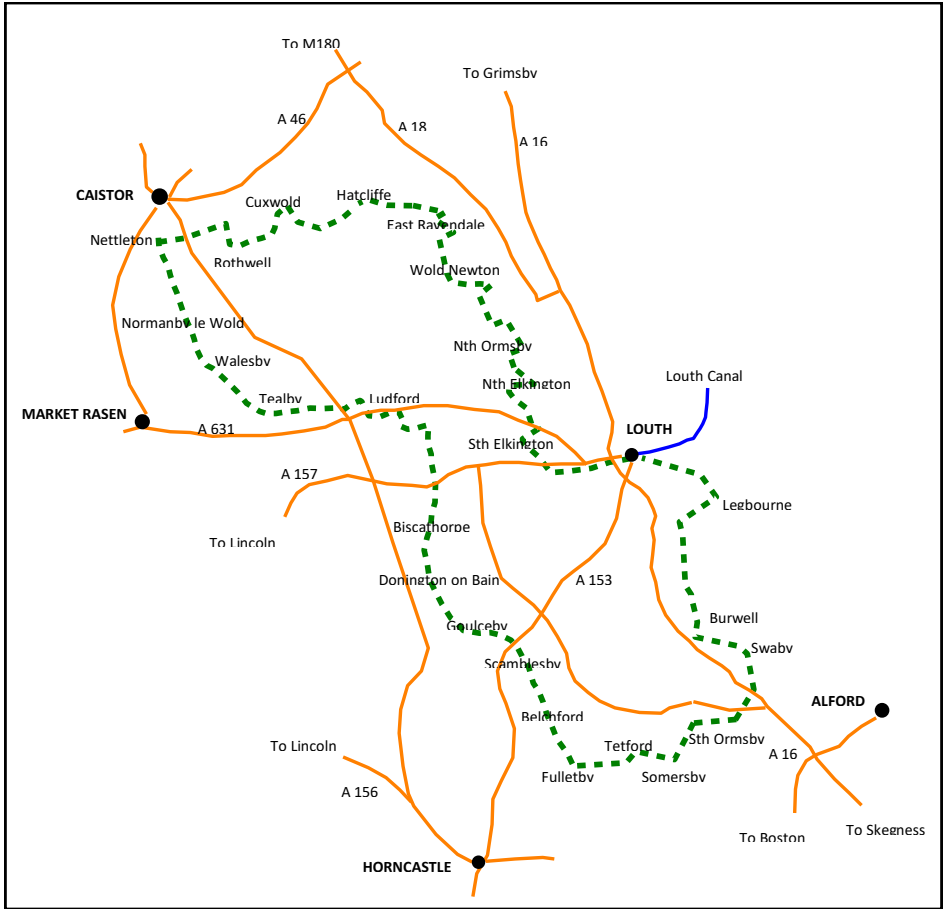 To M180
To Grimsby
A 46
A 18
A 16
CAISTOR
Cuxwold
Hatcliffe
East Ravendale
Nettleton
Rothwell
Wold Newton
Normanby le Wold
Nth Ormsby
Walesby
Nth Elkington
Louth Canal
Tealby
Ludford
MARKET RASEN
A 631
LOUTH
Sth Elkington
A 157
Legbourne
Biscathorpe
To Lincoln
Donington on Bain
A 153
Goulceby
Burwell
Swaby
Scamblesby
ALFORD
Belchford
Sth Ormsby
To Lincoln
Tetford
A 16
Fulletby
Somersby
A 156
To Boston
To Skegness
HORNCASTLE